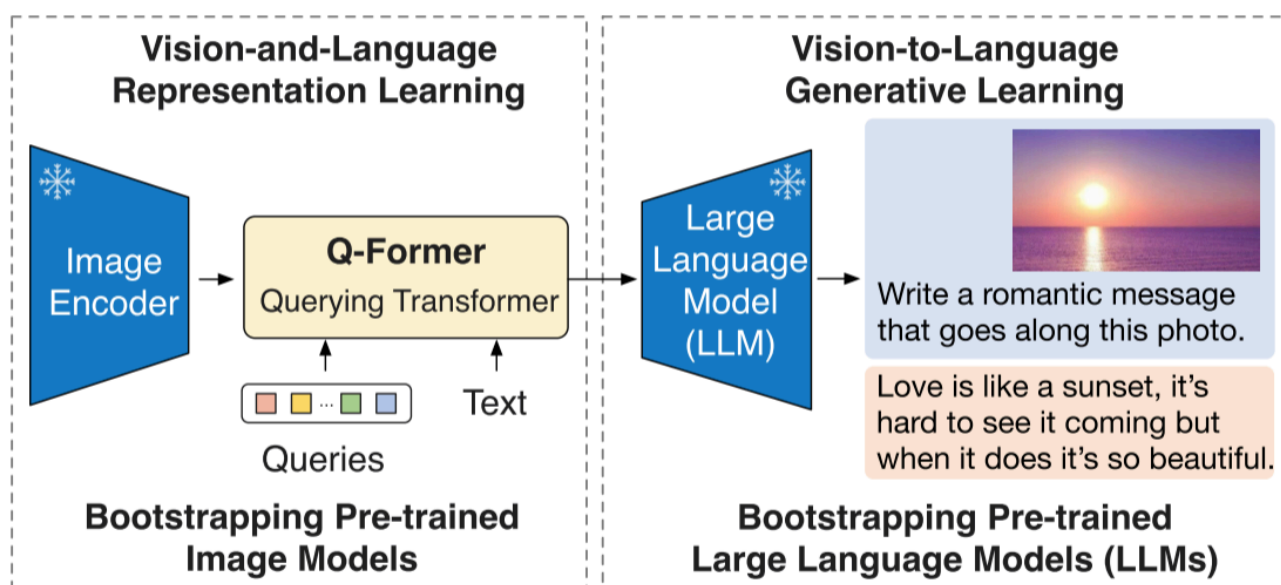 Vision-and-Language
Representation Learning
Image
Encoder
Q-Former
Querying Transformer
...
Queries
Text
Bootstrapping Pre-trained
Image Models
Vision-to-Language
Generative Learning
Large
Language
Model
(LLM)
Write a romantic message
that goes along this photo.
Love is like a sunset, it's
hard to see it coming but
when it does it's so beautiful.
Bootstrapping Pre-trained
Large Language Models (LLMs)